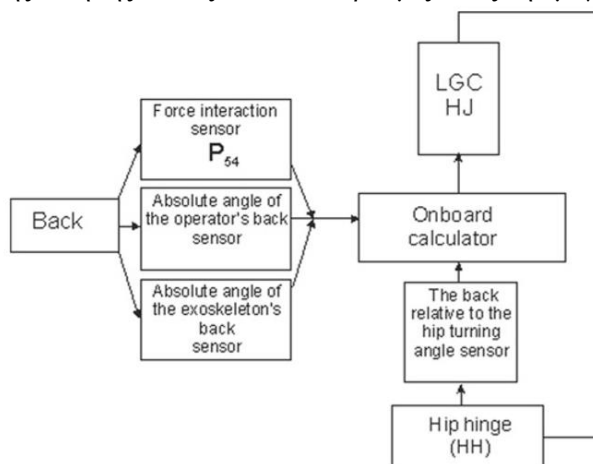 LGC
HJ
Force interaction
sensor
P54
Back
Absolute angle of
the operator's back
sensor
Onboard
calculator
Absolute angle of
the exoskeleton's
back
sensor
The back
relative to the
hip turning
angle sensor
Hip hinge
(HH)